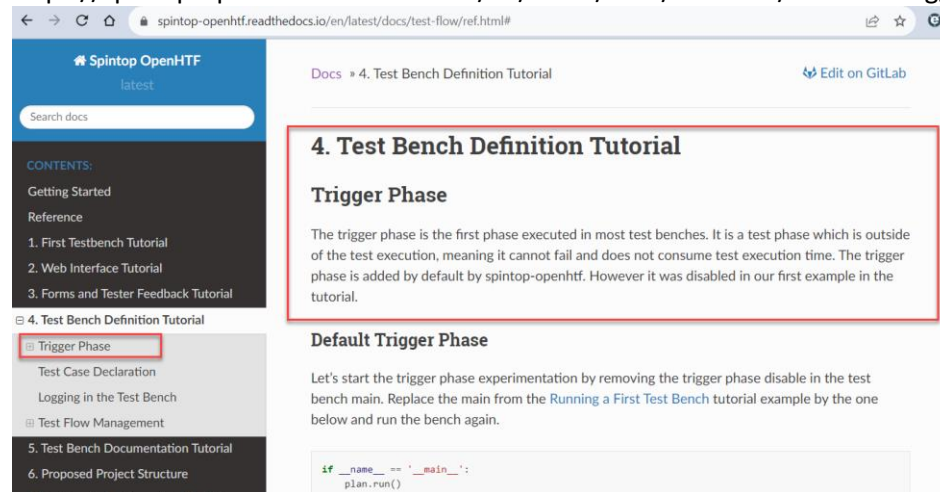 spintop-openhtf.readthedocs.io/en/latest/docs/test-flow/ref.html#
Spintop OpenHTF
latest
Search docs
CONTENTS:
Getting Started
Reference
1. First Testbench Tutorial
2. Web Interface Tutorial
3. Forms and Tester Feedback Tutorial
4. Test Bench Definition Tutorial
Trigger Phase
Test Case Declaration
Logging in the Test Bench
Test Flow Management
5. Test Bench Documentation Tutorial
6. Proposed Project Structure
Docs » 4. Test Bench Definition Tutorial
Edit on GitLab
4. Test Bench Definition Tutorial
Trigger Phase
The trigger phase is the first phase executed in most test benches. It is a test phase which is outside
of the test execution, meaning it cannot fail and does not consume test execution time. The trigger
phase is added by default by spintop-openhtf. However it was disabled in our first example in the
tutorial.
Default Trigger Phase
Let's start the trigger phase experimentation by removing the trigger phase disable in the test
bench main. Replace the main from the Running a First Test Bench tutorial example by the one
below and run the bench again.
if __name__ == '__main__':
plan.run()